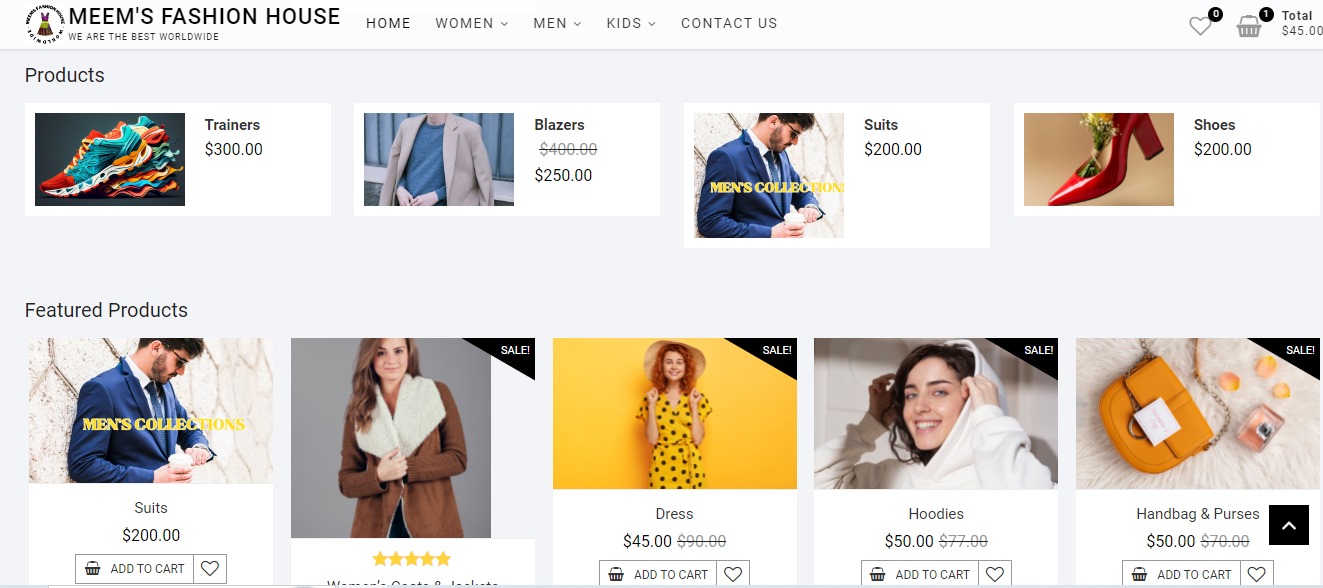 MEEM'S FASHION HOUSE
WE ARE THE BEST WORLDWIDE
HOME WOMEN MEN KIDS CONTACT US
0
1
Total
$45.00
Products
Trainers
$300.00
Blazers
$400.00
$250.00
MEN'S COLLECTIONS
Suits
$200.00
Shoes
$200.00
Featured Products
MEN'S COLLECTIONS
Suits
$200.00
ADD TO CART
SALE!
Women's Coats & Jackets
SALE!
Dress
$45.00 $90.00
ADD TO CART
SALE!
Hoodies
$50.00 $77.00
ADD TO CART
SALE!
Handbag & Purses
$50.00 $70.00
ADD TO CART